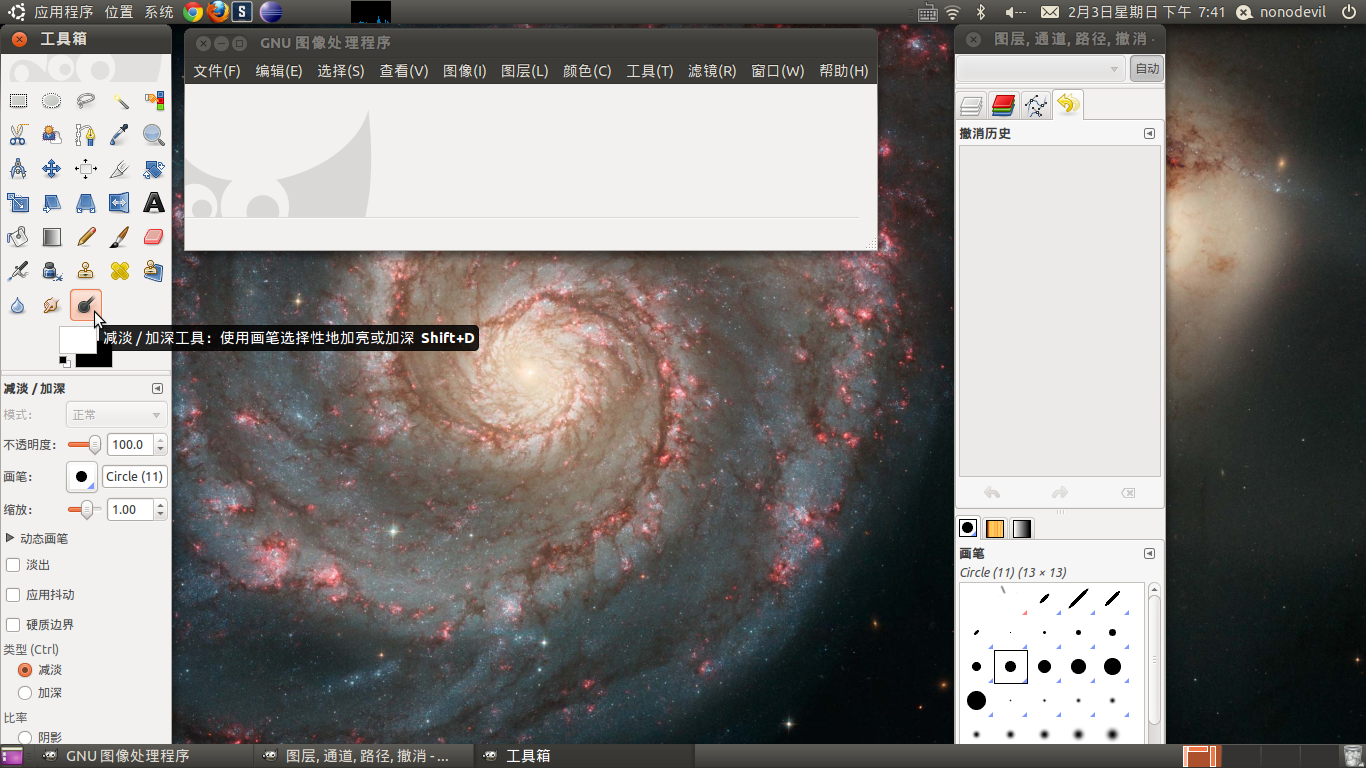 应用程序 位置 系统 2月3日星期日 下午 7:41 nonodevil
工具箱
GNU 图像处理程序
图层, 通道, 路径, 撤消 -
文件(F) 编辑(E) 选择(S) 查看(V) 图像(I) 图层(L) 颜色(C) 工具(T) 滤镜(R) 窗口(W) 帮助(H)
自动
撤消历史
减淡 / 加深工具：使用画笔选择性地加亮或加深 Shift+D
减淡 / 加深
模式：
正常
不透明度：
100.0
画笔：
Circle (11)
缩放：
1.00
动态画笔
淡出
应用抖动
硬质边界
类型 (Ctrl)
减淡
加深
比率
阴影
画笔
Circle (11) (13 × 13)
GNU 图像处理程序
图层, 通道, 路径, 撤消 - ...
工具箱